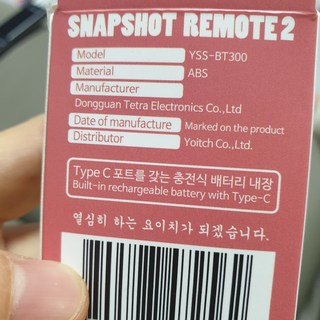 SNAPSHOT REMOTE 2
Model YSS-BT300
Material ABS
Manufacturer
Dongguan Tetra Electronics Co.,Ltd
Date of manufacture Marked on the product
Distributor Yoitch Co.,Ltd.
Type C 포트를 갖는 충전식 배터리 내장
Built-in rechargeable battery with Type-C
열심히 하는 요이치가 되겠습니다.